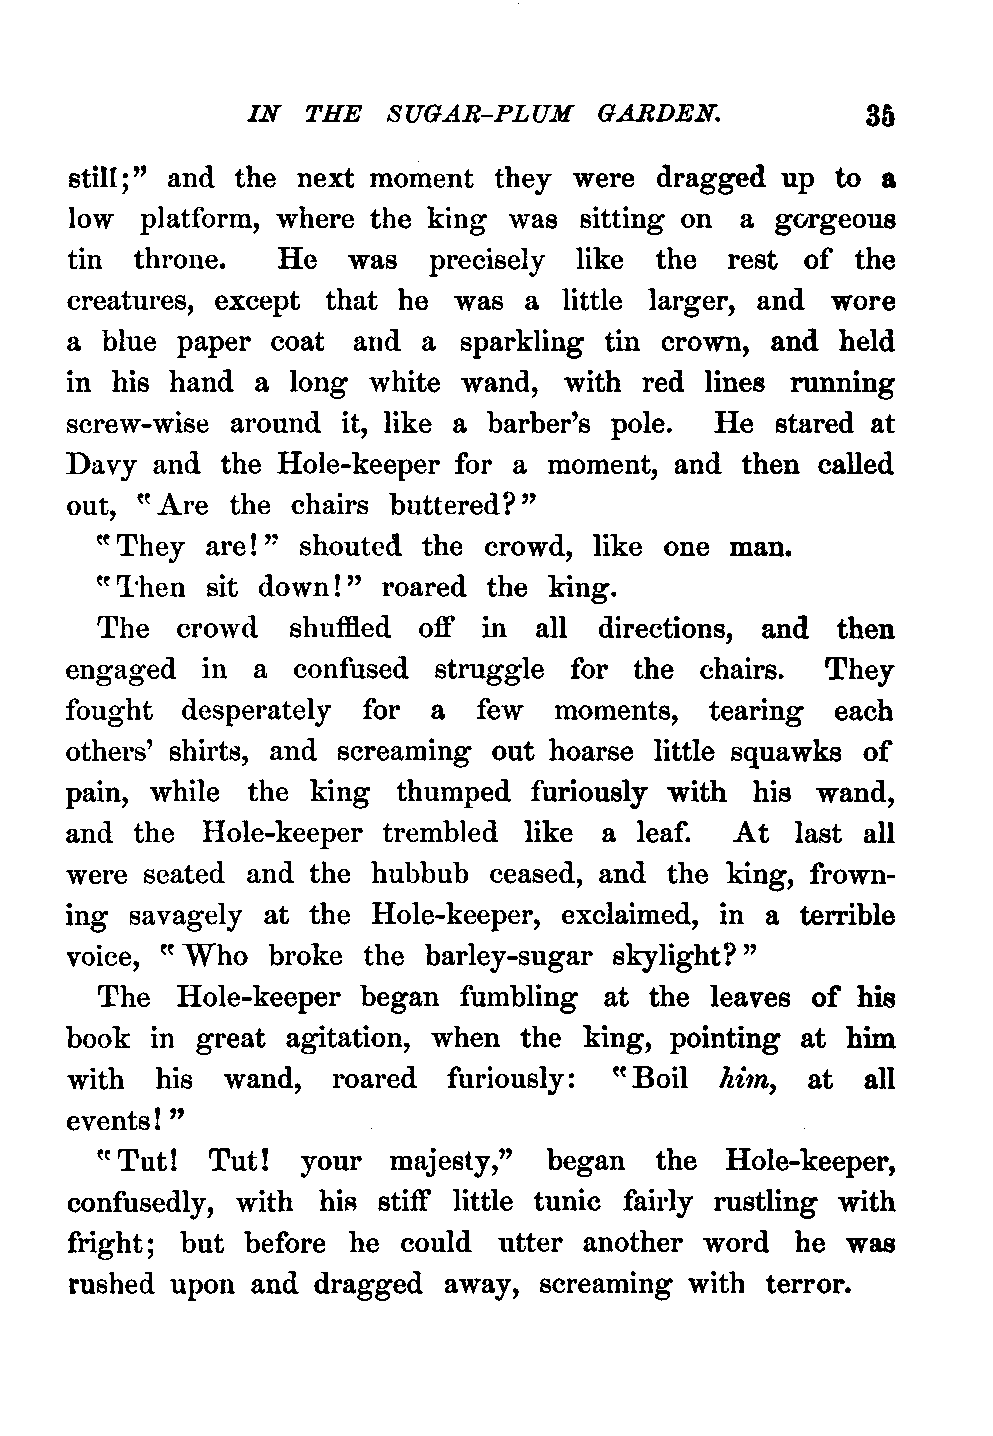 IN THE SUGAR-PLUM GARDEN. 35
still;” and the next moment they were dragged up to a
low platform, where the king was sitting on a gorgeous
tin throne. He was precisely like the rest of the
creatures, except that he was a little larger, and wore
a blue paper coat and a sparkling tin crown, and held
in his hand a long white wand, with red lines running
screw-wise around it, like a barber’s pole. He stared at
Davy and the Hole-keeper for a moment, and then called
out, “Are the chairs buttered?”
“They are!” shouted the crowd, like one man.
“Then sit down!” roared the king.
The crowd shuffled off in all directions, and then
engaged in a confused struggle for the chairs. They
fought desperately for a few moments, tearing each
others’ shirts, and screaming out hoarse little squawks of
pain, while the king thumped furiously with his wand,
and the Hole-keeper trembled like a leaf. At last all
were seated and the hubbub ceased, and the king, frown-
ing savagely at the Hole-keeper, exclaimed, in a terrible
voice, “Who broke the barley-sugar skylight?”
The Hole-keeper began fumbling at the leaves of his
book in great agitation, when the king, pointing at him
with his wand, roared furiously: “Boil him, at all
events!”
“Tut! Tut! your majesty,” began the Hole-keeper,
confusedly, with his stiff little tunic fairly rustling with
fright; but before he could utter another word he was
rushed upon and dragged away, screaming with terror.